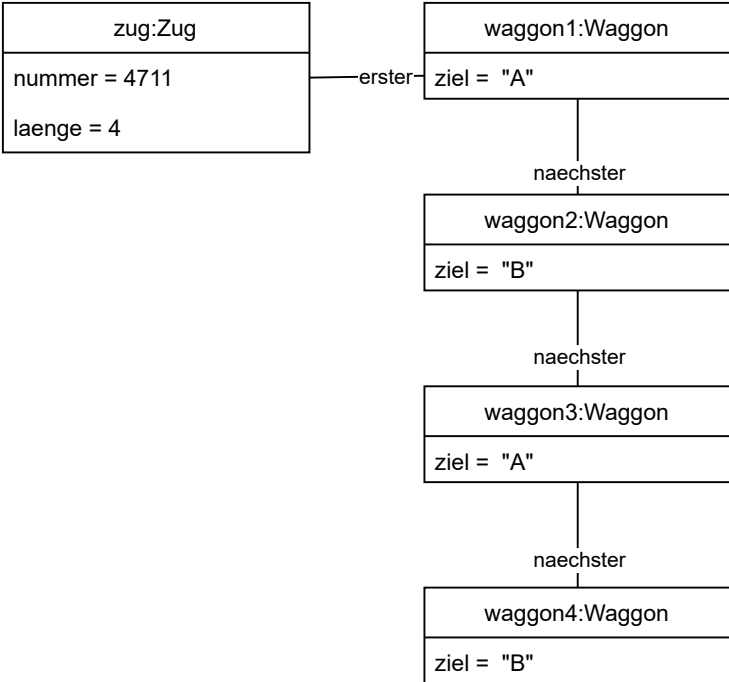 zug:Zug
nummer = 4711
laenge = 4
erster
waggon1:Waggon
ziel =  "A"
naechster
waggon2:Waggon
ziel =  "B"
naechster
waggon3:Waggon
ziel =  "A"
naechster
waggon4:Waggon
ziel =  "B"